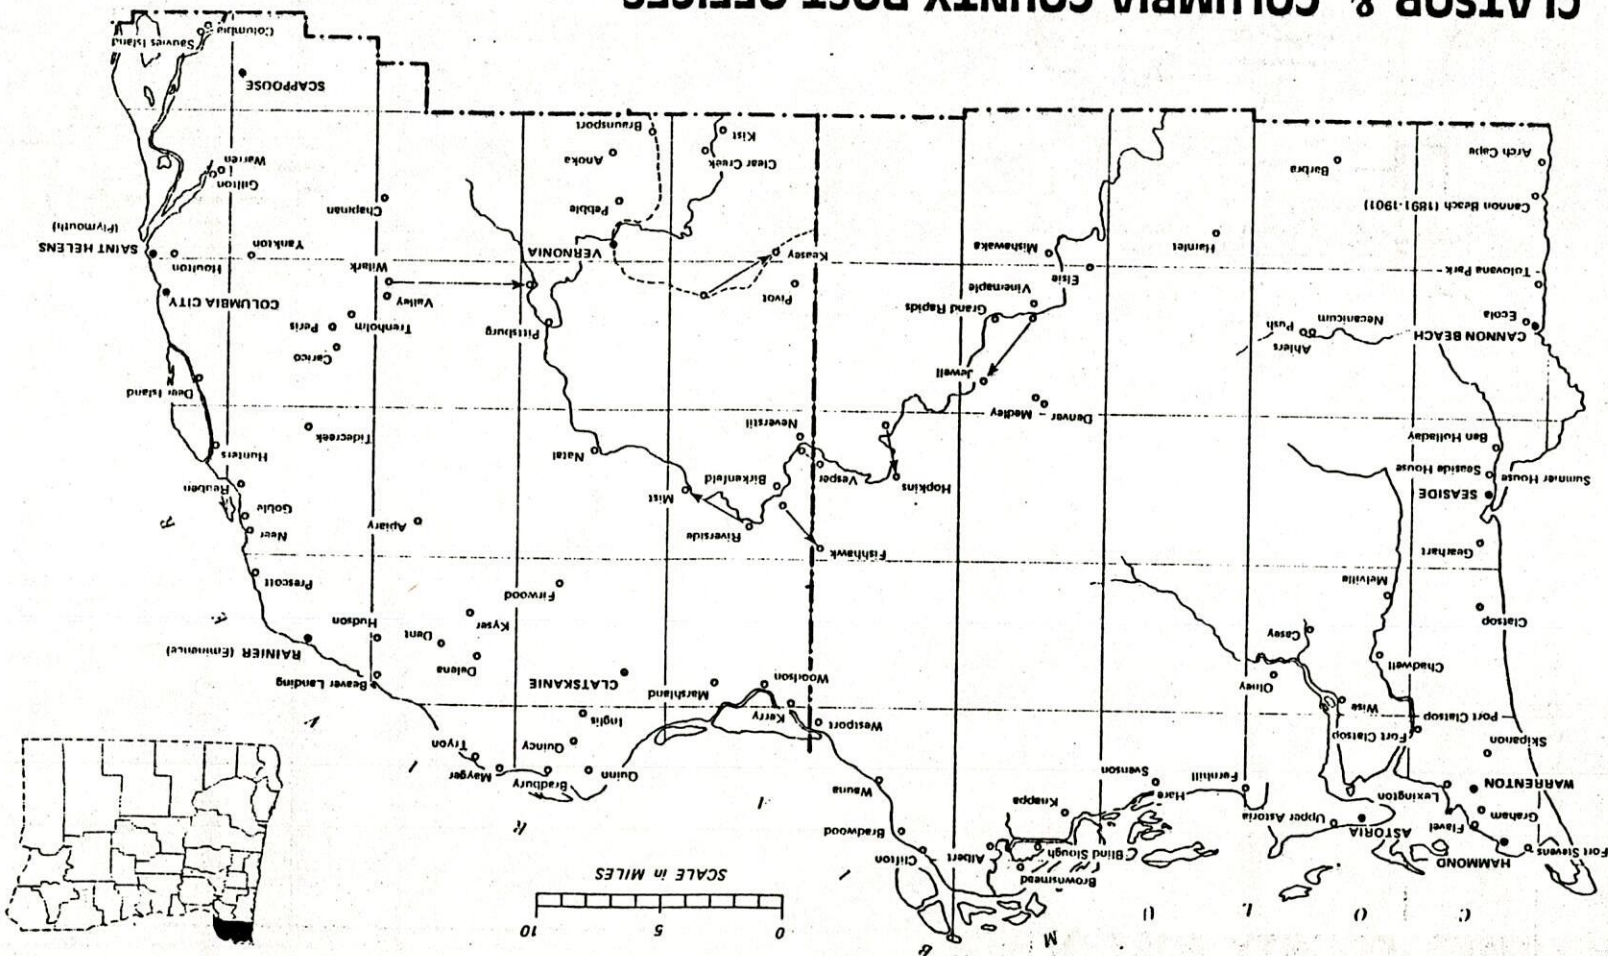 C O L U M B I A R I V E R
SCALE in MILES
0 5 10
Fort Stevens
HAMMOND
Flavel
Graham
WARRENTON
Skipanon
Lexington
ASTORIA
Upper Astoria
Fort Clatsop
Port Clatsop
Wise
Olney
Fernhill
Hare
Svenson
Knappa
Blind Slough
Brownsmead
Albert
Clifton
Bradwood
Wauna
Westport
Kerry
Woodson
Marshland
CLATSKANIE
Inglis
Quincy
Quinn
Bradbury
Mayger
Tryon
Beaver Landing
RAINIER (Eminence)
Hudson
Delena
Dent
Kyser
Firwood
Chadwell
Casey
Clatsop
Melvilla
Gearhart
SEASIDE
Seaside House
Summer House
Ben Holladay
Fishhawk
Riverside
Birkenfeld
Mist
Vesper
Neverstil
Hopkins
Natal
Apiary
Prescott
Neer
Goble
Reuben
Hunters
Tidecreek
Deer Island
Denver
Medley
Jewell
Grand Rapids
Vinemaple
Elsie
Mishawaka
Hamlet
CANNON BEACH
Ecola
Necanicum
Push
Ahlers
Tolovana Park
Cannon Beach (1891-1901)
Arch Cape
Barbra
Pivot
Keasey
Pittsburg
VERNONIA
Pebble
Anoka
Braunsport
Clear Creek
Kist
Carico
Peris
Trenholm
Valley
Wilark
COLUMBIA CITY
Houlton
Yankton
SAINT HELENS
(Plymouth)
Chapman
Gilton
Warren
SCAPPOOSE
Sauvies Island
Columbia
CLATSOP & COLUMBIA COUNTY POST OFFICES